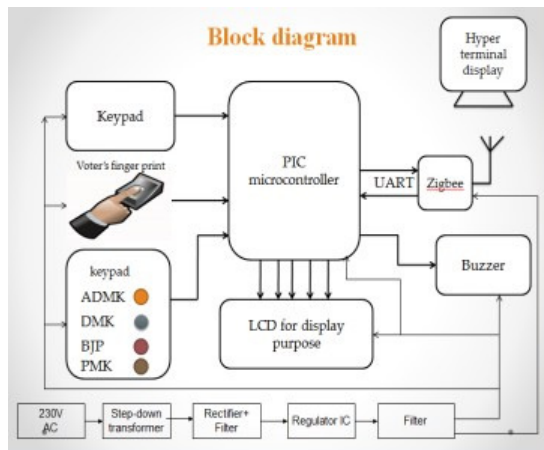 Block diagram
Hyper
terminal
display
Keypad
PIC
microcontroller
Voter's finger print
UART
Zigbee
keypad
ADMK
DMK
BJP
PMK
Buzzer
LCD for display
purpose
230V
AC
Step-down
transformer
Rectifier+
Filter
Regulator IC
Filter